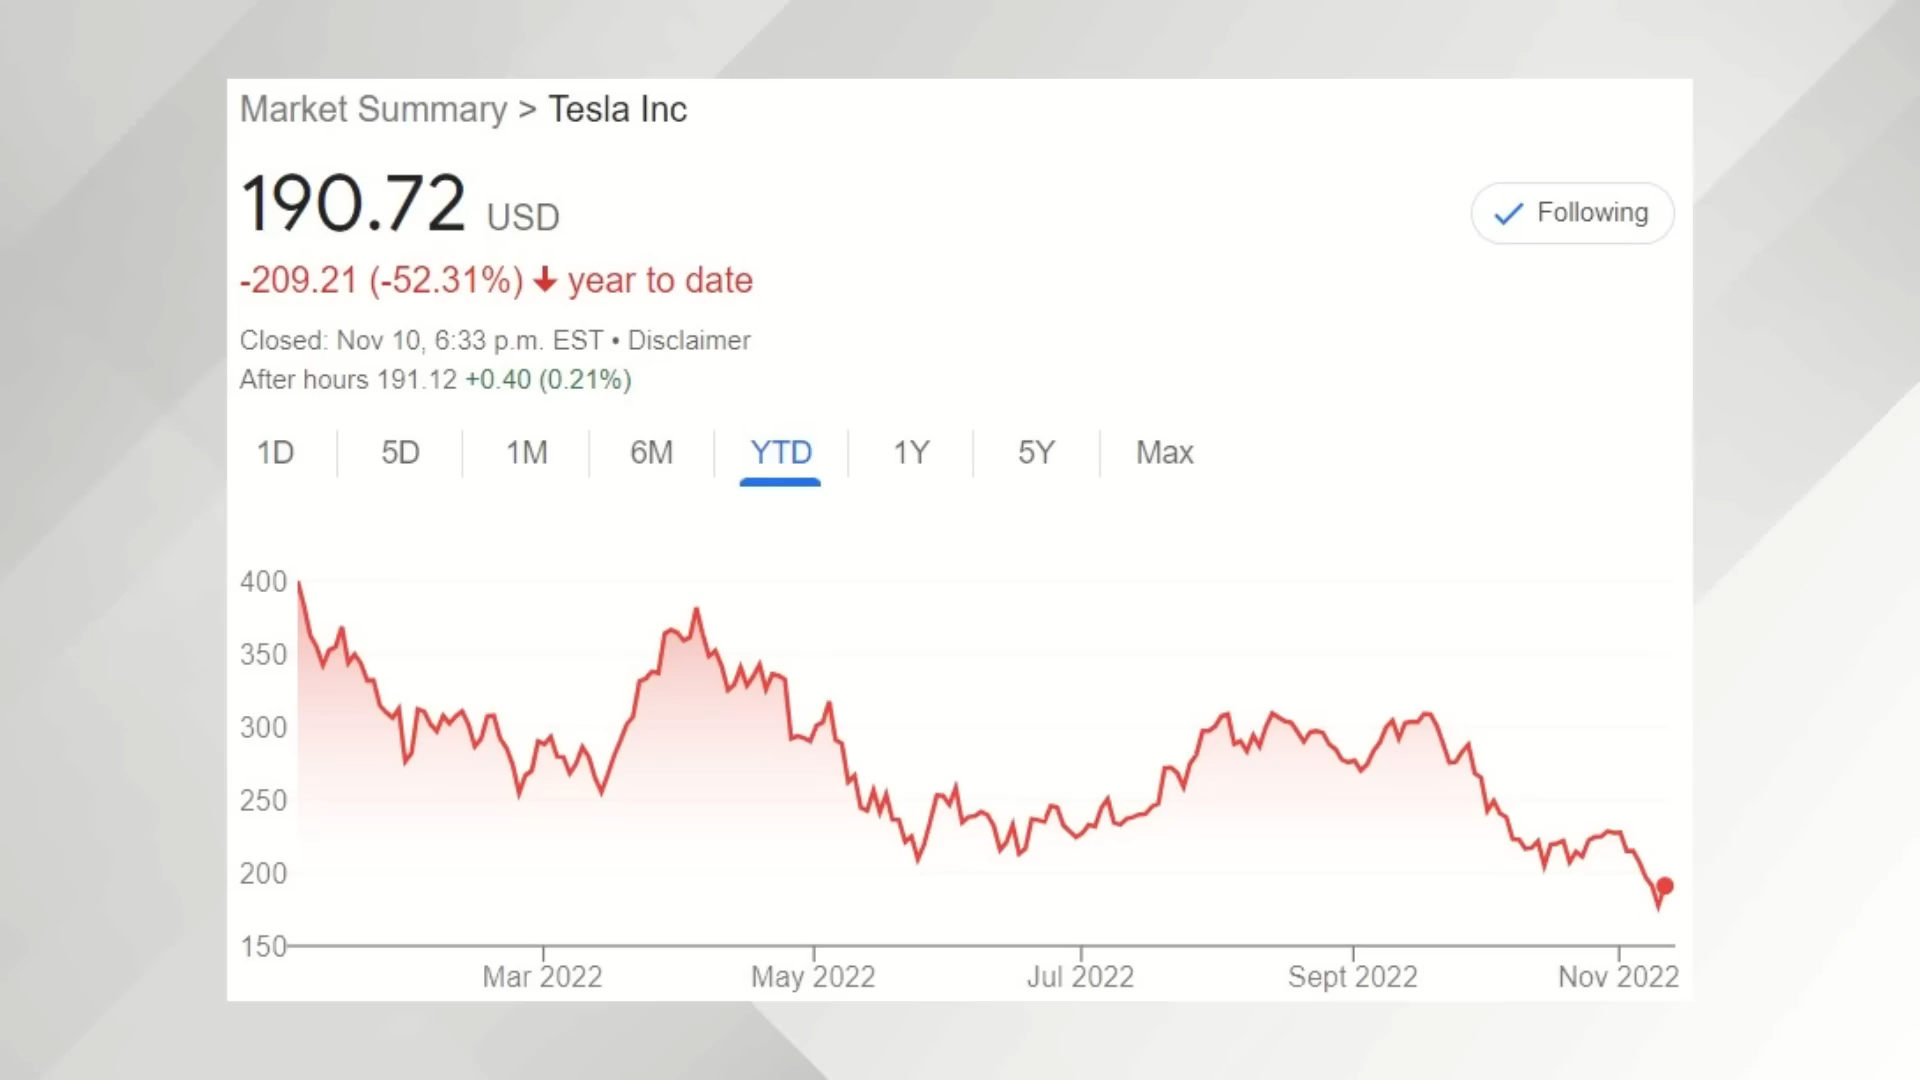 Market Summary > Tesla Inc
190.72 USD
Following
-209.21 (-52.31%) ↓ year to date
Closed: Nov 10, 6:33 p.m. EST • Disclaimer
After hours 191.12 +0.40 (0.21%)
1D 5D 1M 6M YTD 1Y 5Y Max
400
350
300
250
200
150
Mar 2022 May 2022 Jul 2022 Sept 2022 Nov 2022